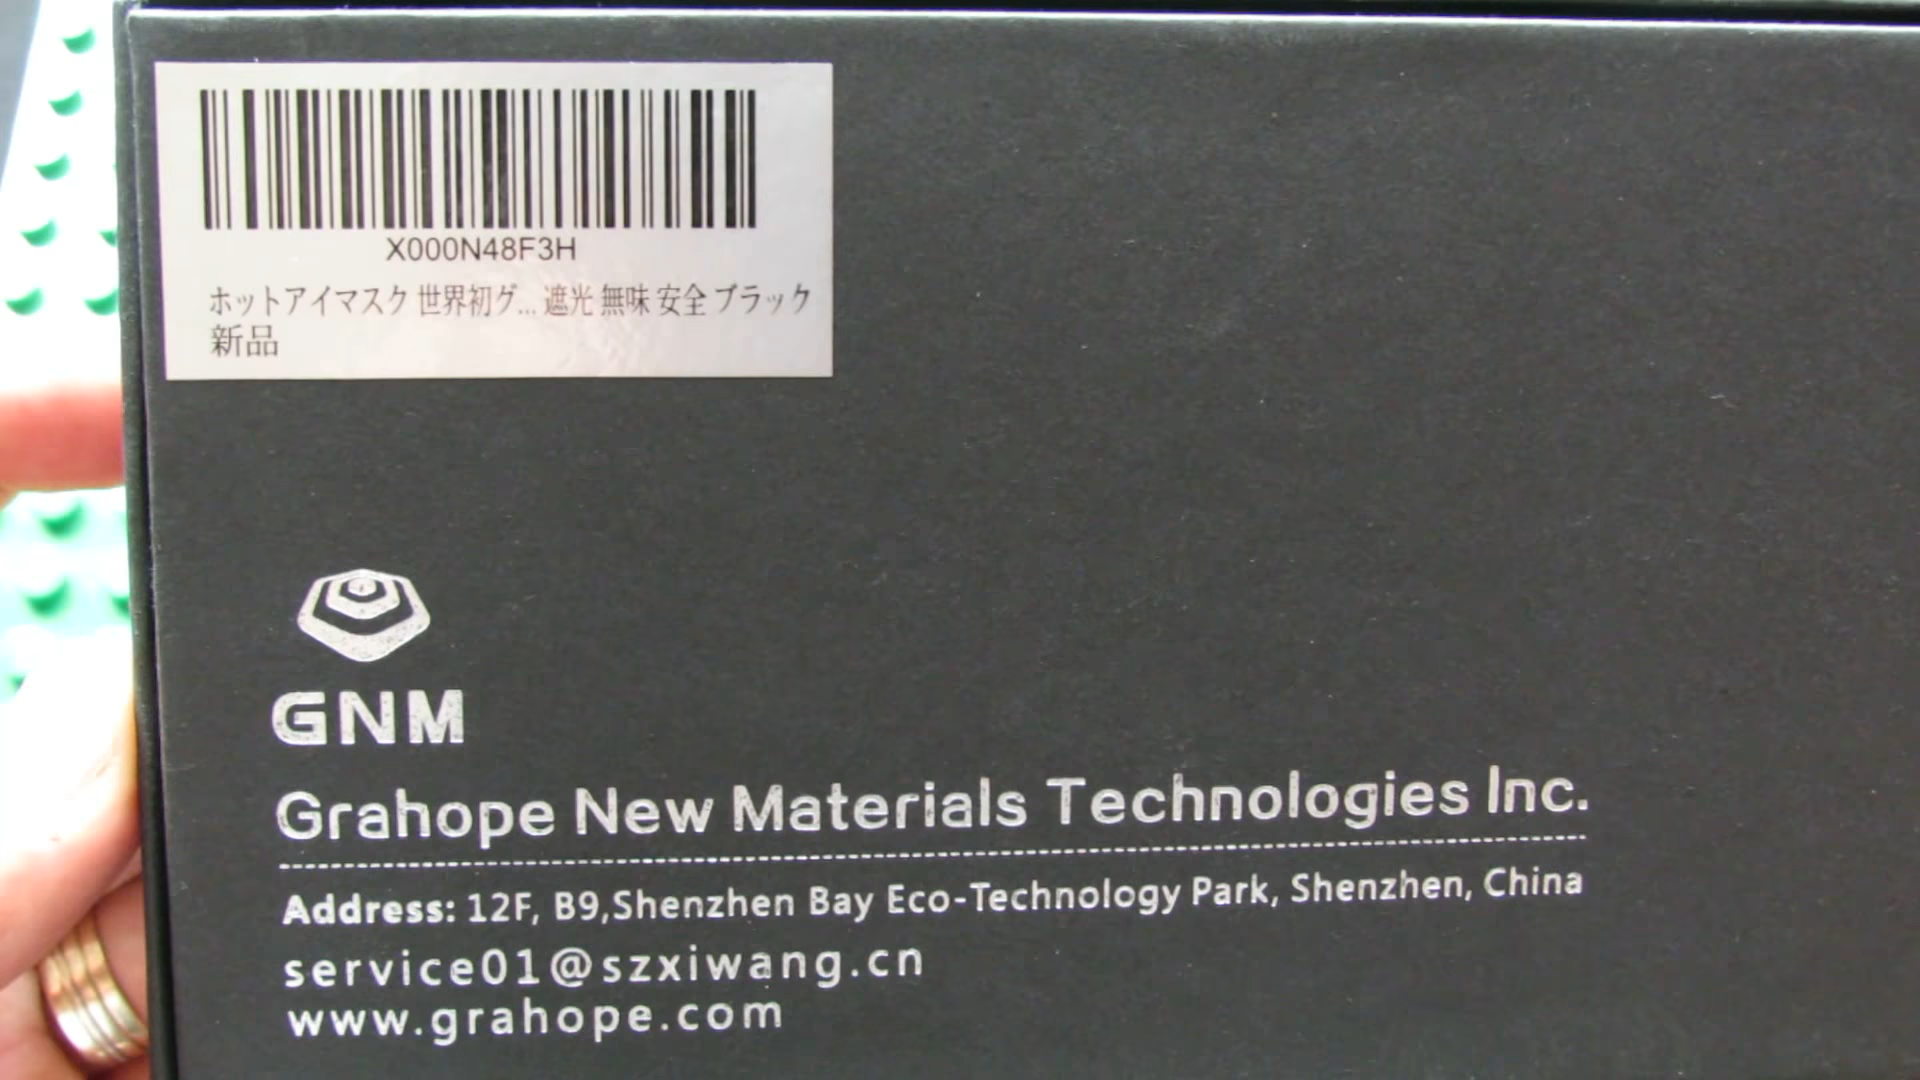 X000N48F3H
ホットアイマスク 世界初グ... 遮光 無味 安全 ブラック
新品
GNM
Grahope New Materials Technologies Inc.
Address: 12F, B9,Shenzhen Bay Eco-Technology Park, Shenzhen, China
service01@szxiwang.cn
www.grahope.com